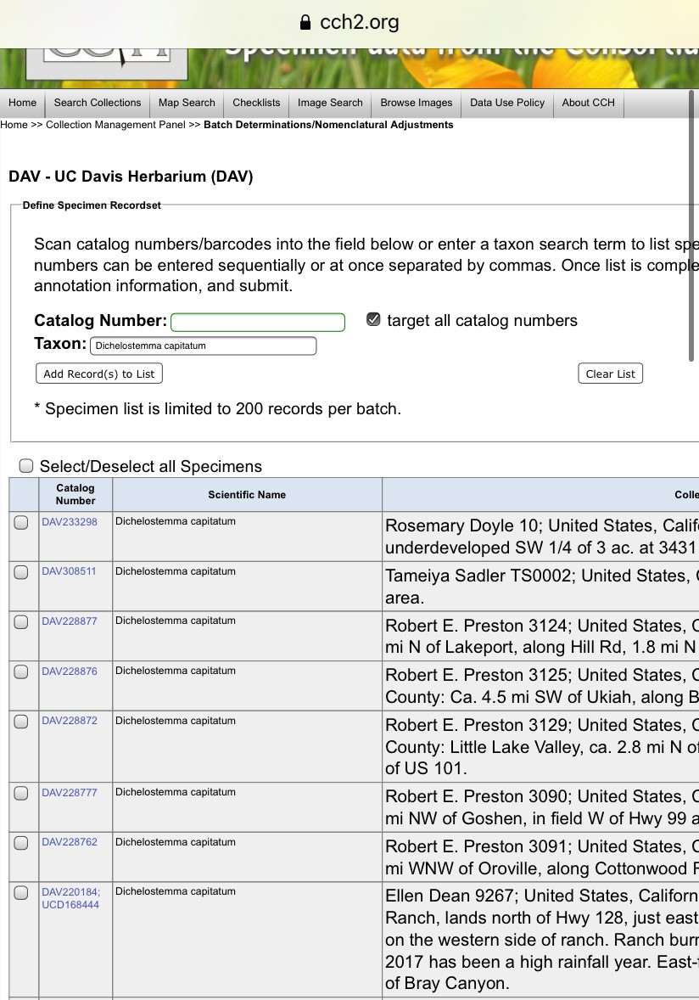 cch2.org
Specimen data from the
Home Search Collections Map Search Checklists Image Search Browse Images Data Use Policy About CCH
Home >> Collection Management Panel >> Batch Determinations/Nomenclatural Adjustments
DAV - UC Davis Herbarium (DAV)
Define Specimen Recordset
Scan catalog numbers/barcodes into the field below or enter a taxon search term to list spe
numbers can be entered sequentially or at once separated by commas. Once list is comple
annotation information, and submit.
Catalog Number: target all catalog numbers
Taxon: Dichelostemma capitatum
Add Record(s) to List Clear List
* Specimen list is limited to 200 records per batch.
Select/Deselect all Specimens
Catalog
Number
Scientific Name
Colle
DAV233298 Dichelostemma capitatum
Rosemary Doyle 10; United States, Calif
underdeveloped SW 1/4 of 3 ac. at 3431
DAV308511 Dichelostemma capitatum
Tameiya Sadler TS0002; United States, C
area.
DAV228877 Dichelostemma capitatum
Robert E. Preston 3124; United States, C
mi N of Lakeport, along Hill Rd, 1.8 mi N
DAV228876 Dichelostemma capitatum
Robert E. Preston 3125; United States, C
County: Ca. 4.5 mi SW of Ukiah, along B
DAV228872 Dichelostemma capitatum
Robert E. Preston 3129; United States, C
County: Little Lake Valley, ca. 2.8 mi N of
of US 101.
DAV228777 Dichelostemma capitatum
Robert E. Preston 3090; United States, C
mi NW of Goshen, in field W of Hwy 99 a
DAV228762 Dichelostemma capitatum
Robert E. Preston 3091; United States, C
mi WNW of Oroville, along Cottonwood R
DAV220184;
UCD168444
Dichelostemma capitatum
Ellen Dean 9267; United States, Californ
Ranch, lands north of Hwy 128, just east
on the western side of ranch. Ranch burn
2017 has been a high rainfall year. East-f
of Bray Canyon.